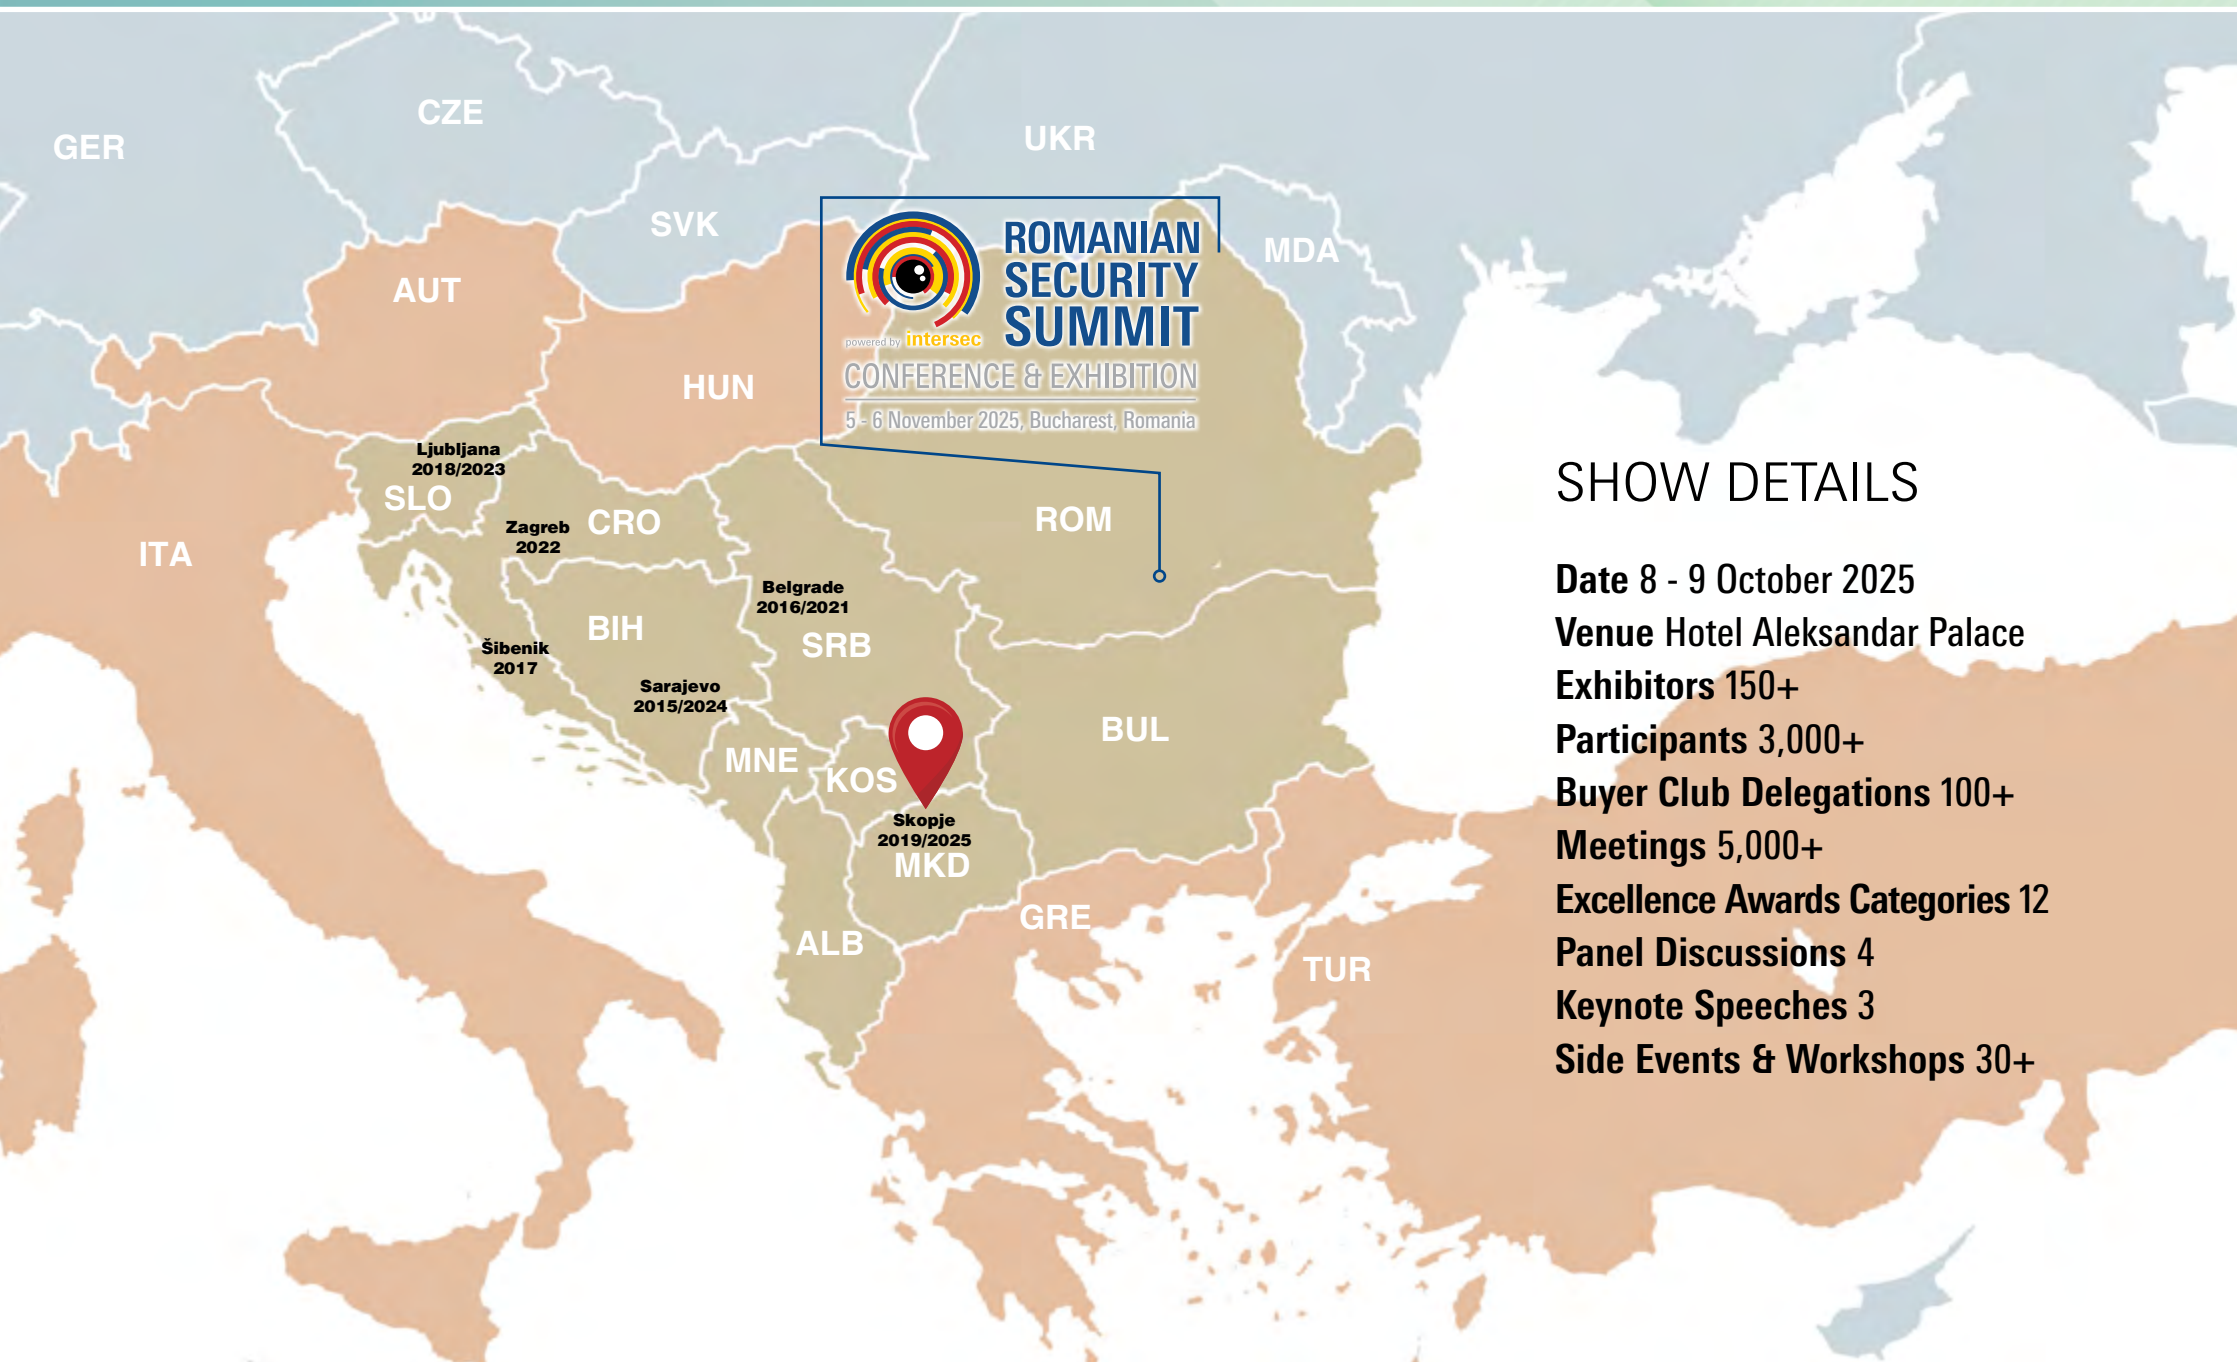 CZE
GER
UKR
SVK
MDA
AUT
HUN
ROMANIAN
SECURITY
SUMMIT
powered by intersec
CONFERENCE & EXHIBITION
5 - 6 November 2025, Bucharest, Romania
Ljubljana
2018/2023
SLO
Zagreb
2022
CRO
ROM
ITA
Belgrade
2016/2021
BIH
SRB
Šibenik
2017
Sarajevo
2015/2024
BUL
MNE
KOS
Skopje
2019/2025
MKD
GRE
ALB
TUR
SHOW DETAILS
Date 8 - 9 October 2025
Venue Hotel Aleksandar Palace
Exhibitors 150+
Participants 3,000+
Buyer Club Delegations 100+
Meetings 5,000+
Excellence Awards Categories 12
Panel Discussions 4
Keynote Speeches 3
Side Events & Workshops 30+